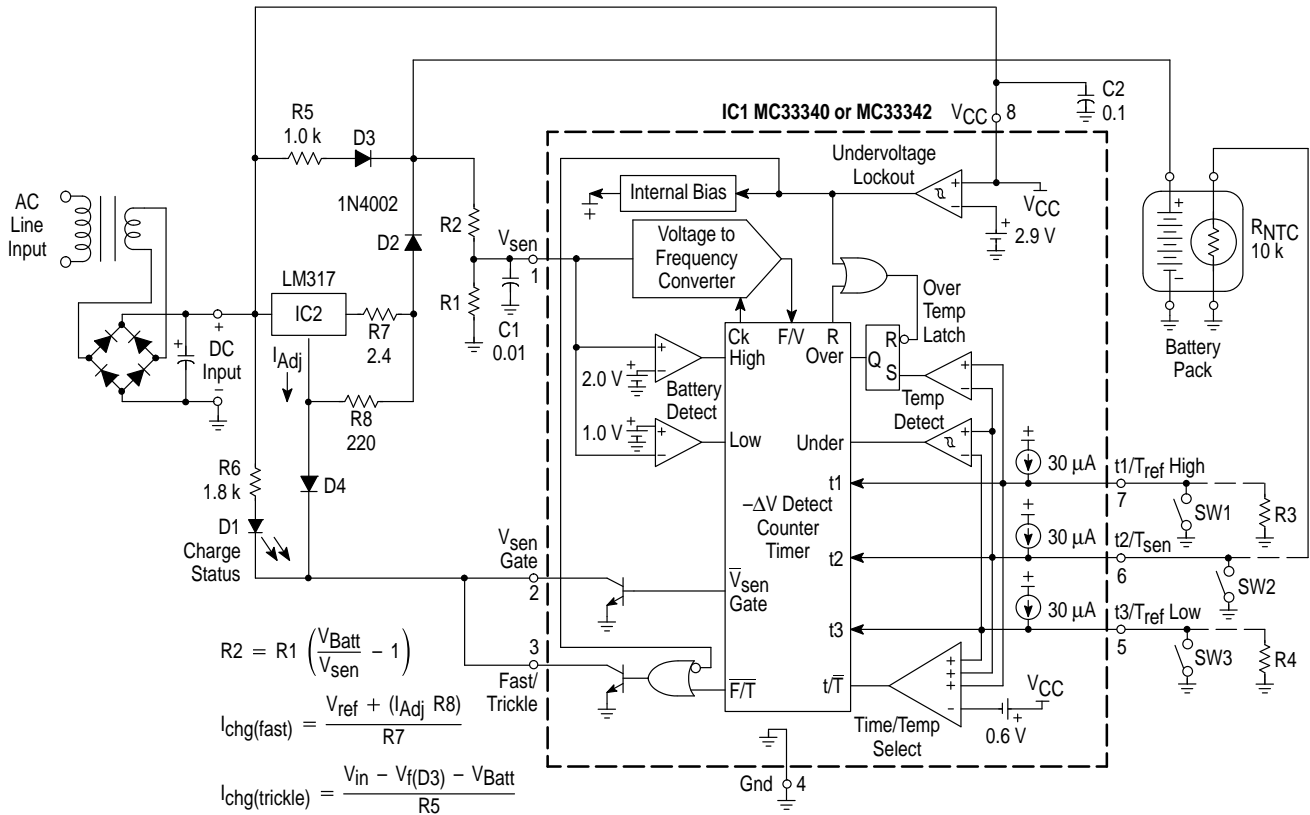 IC1 MC33340 or MC33342
VCC 8
C2
0.1
R5
1.0 k
D3
Undervoltage
Lockout
AC
Line
Input
1N4002
Internal Bias
VCC
2.9 V
RNTC
10 k
R2
D2
Vsen
1
Voltage to
Frequency
Converter
LM317
IC2
R7
2.4
R1
C1
0.01
Over
Temp
Latch
Battery
Pack
DC
Input
IAdj
R8
220
Ck
F/V
R
High
Over
Q
R
S
2.0 V
Battery
Detect
Temp
Detect
1.0 V
Low
Under
30 µA
t1/Tref High
7
R6
1.8 k
D4
t1
–ΔV Detect
Counter
Timer
SW1
R3
D1
Charge
Status
30 µA
t2/Tsen
6
t2
SW2
Vsen
Gate
2
V̅sen
Gate
30 µA
t3/Tref Low
5
t3
SW3
R4
R2 = R1 (VBatt/Vsen – 1)
3
Fast/
Trickle
F̅/̅T̅
t/T̅
VCC
0.6 V
Time/Temp
Select
Ichg(fast) = Vref + (IAdj R8)/R7
Gnd 4
Ichg(trickle) = Vin – Vf(D3) – VBatt/R5